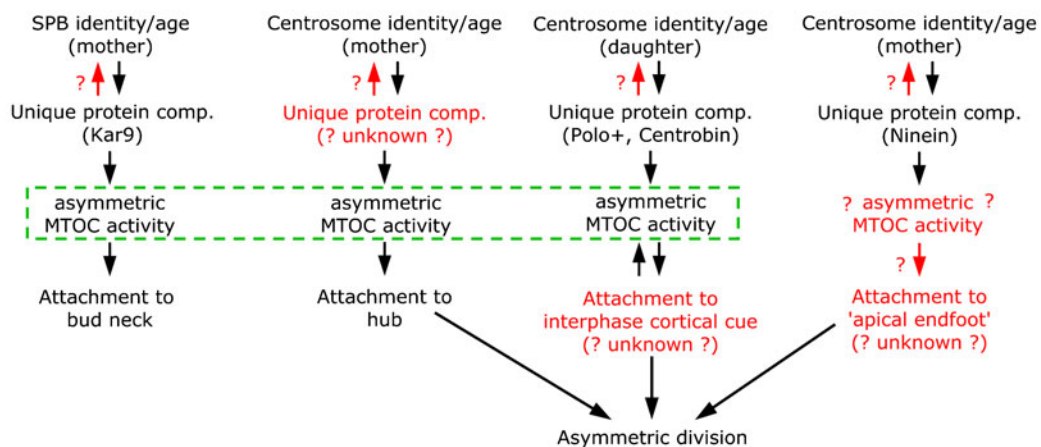 SPB identity/age
(mother)
?
Unique protein comp.
(Kar9)
asymmetric
MTOC activity
Attachment to
bud neck
Centrosome identity/age
(mother)
?
Unique protein comp.
(? unknown ?)
asymmetric
MTOC activity
Attachment to
hub
Centrosome identity/age
(daughter)
?
Unique protein comp.
(Polo+, Centrobin)
asymmetric
MTOC activity
Attachment to
interphase cortical cue
(? unknown ?)
Centrosome identity/age
(mother)
?
Unique protein comp.
(Ninein)
? asymmetric ?
MTOC activity
?
Attachment to
'apical endfoot'
(? unknown ?)
Asymmetric division